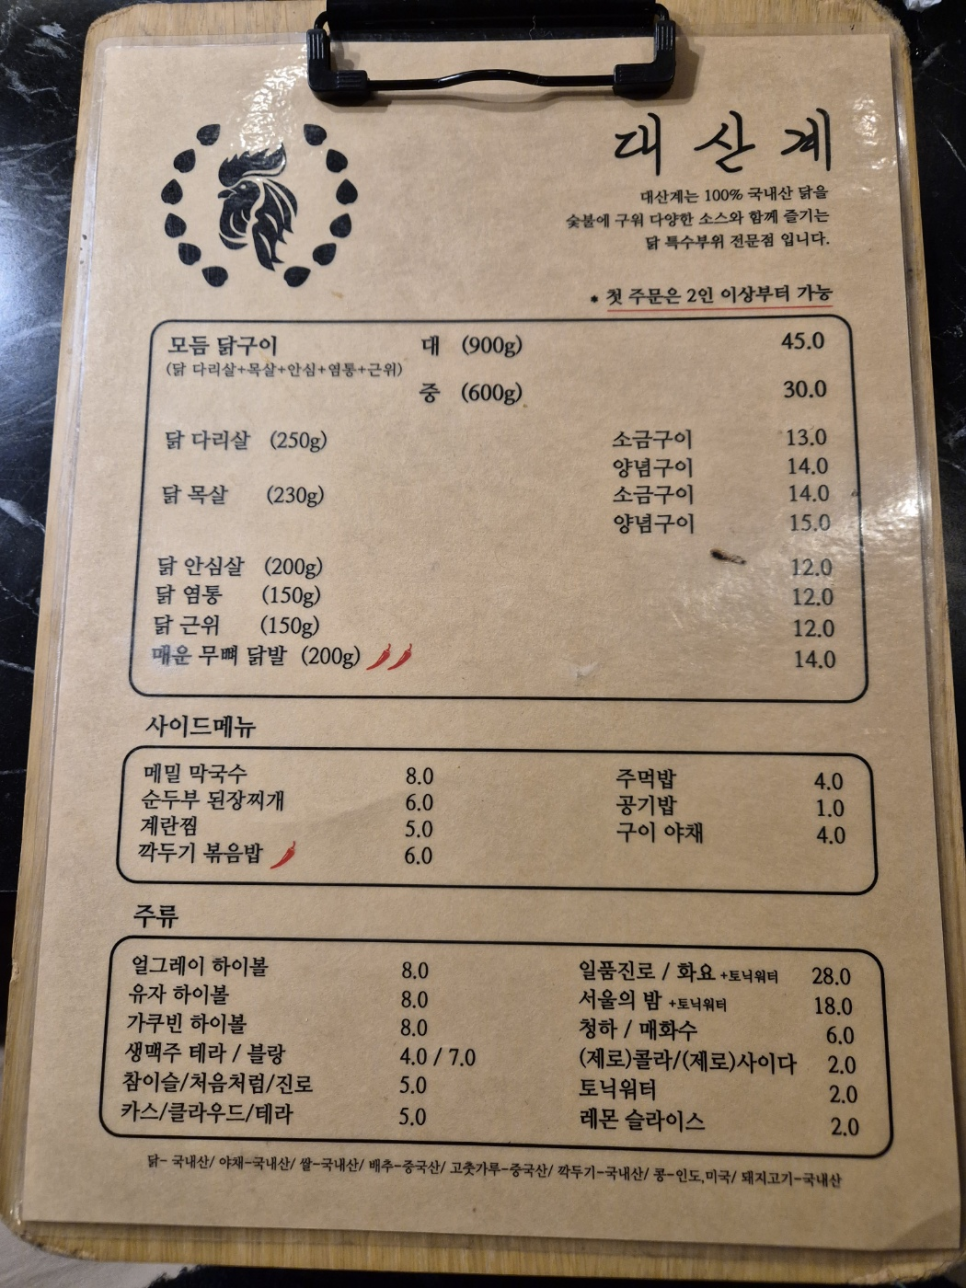 대 산 계
대산계는 100% 국내산 닭을
숯불에 구워 다양한 소스와 함께 즐기는
닭 특수부위 전문점 입니다.
* 첫 주문은 2인 이상부터 가능
모듬 닭구이 대 (900g) 45.0
(닭 다리살+목살+안심+염통+근위)
중 (600g) 30.0
닭 다리살 (250g) 소금구이 13.0
양념구이 14.0
닭 목살 (230g) 소금구이 14.0
양념구이 15.0
닭 안심살 (200g) 12.0
닭 염통 (150g) 12.0
닭 근위 (150g) 12.0
매운 무뼈 닭발 (200g) 14.0
사이드메뉴
메밀 막국수 8.0
순두부 된장찌개 6.0
계란찜 5.0
깍두기 볶음밥 6.0
주먹밥 4.0
공기밥 1.0
구이 야채 4.0
주류
얼그레이 하이볼 8.0
유자 하이볼 8.0
가쿠빈 하이볼 8.0
생맥주 테라 / 블랑 4.0 / 7.0
참이슬/처음처럼/진로 5.0
카스/클라우드/테라 5.0
일품진로 / 화요 +토닉워터 28.0
서울의 밤 +토닉워터 18.0
청하 / 매화수 6.0
(제로)콜라/(제로)사이다 2.0
토닉워터 2.0
레몬 슬라이스 2.0
닭- 국내산/ 야채-국내산/ 쌀-국내산/ 배추-중국산/ 고춧가루-중국산/ 깍두기-국내산/ 콩-인도,미국/ 돼지고기-국내산